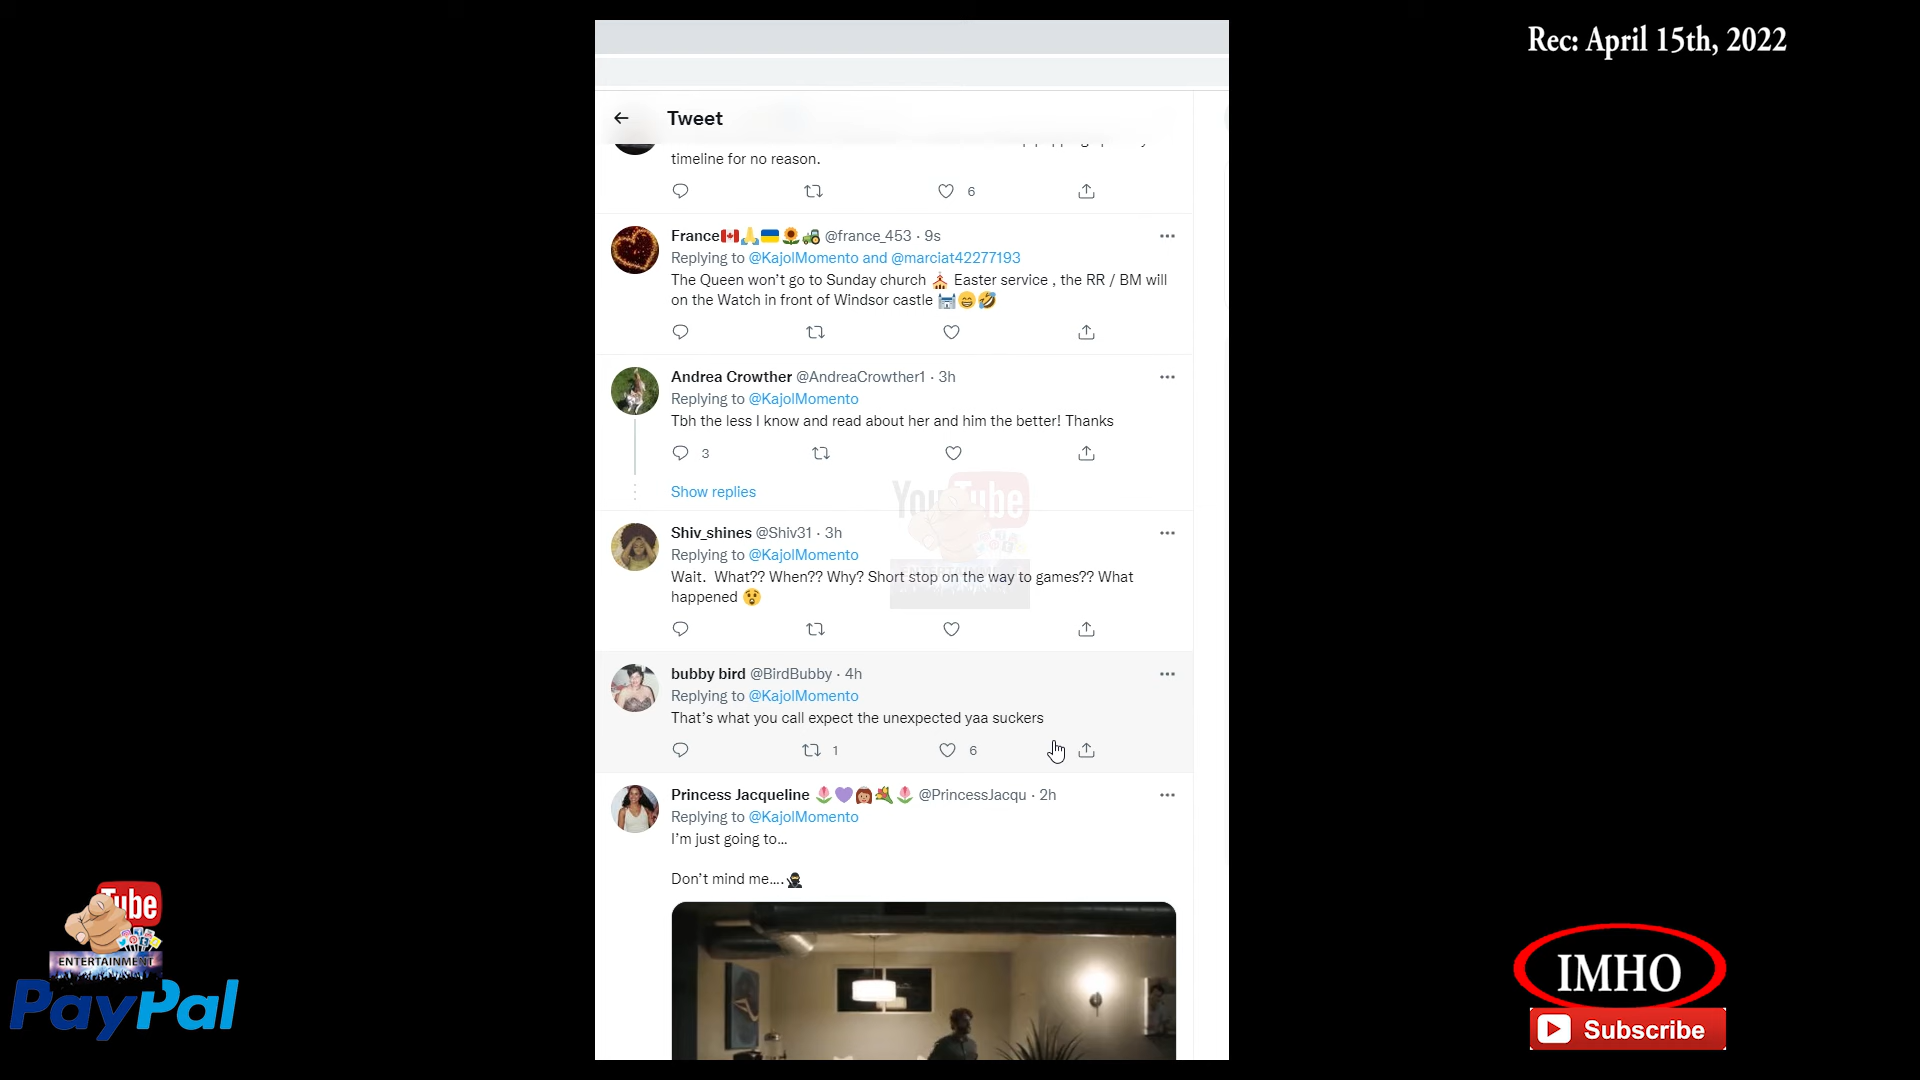 Rec: April 15th, 2022
Tweet
timeline for no reason.
6
France🇨🇦🙏🇺🇦🌻🚜 @france_453 · 9s
Replying to @KajolMomento and @marciat42277193
The Queen won't go to Sunday church ⛪ Easter service , the RR / BM will
on the Watch in front of Windsor castle 🏰😁🤣
Andrea Crowther @AndreaCrowther1 · 3h
Replying to @KajolMomento
Tbh the less I know and read about her and him the better! Thanks
3
Show replies
YouTube
Shiv_shines @Shiv31 · 3h
Replying to @KajolMomento
Wait.  What?? When?? Why? Short stop on the way to games?? What
happened 😲
bubby bird @BirdBubby · 4h
Replying to @KajolMomento
That's what you call expect the unexpected yaa suckers
1 6
Princess Jacqueline 🌷💜👸🏽💐🌷 @PrincessJacqu · 2h
Replying to @KajolMomento
I'm just going to...
Don't mind me....🥷
Tube
ENTERTAINMENT
PayPal
IMHO
Subscribe